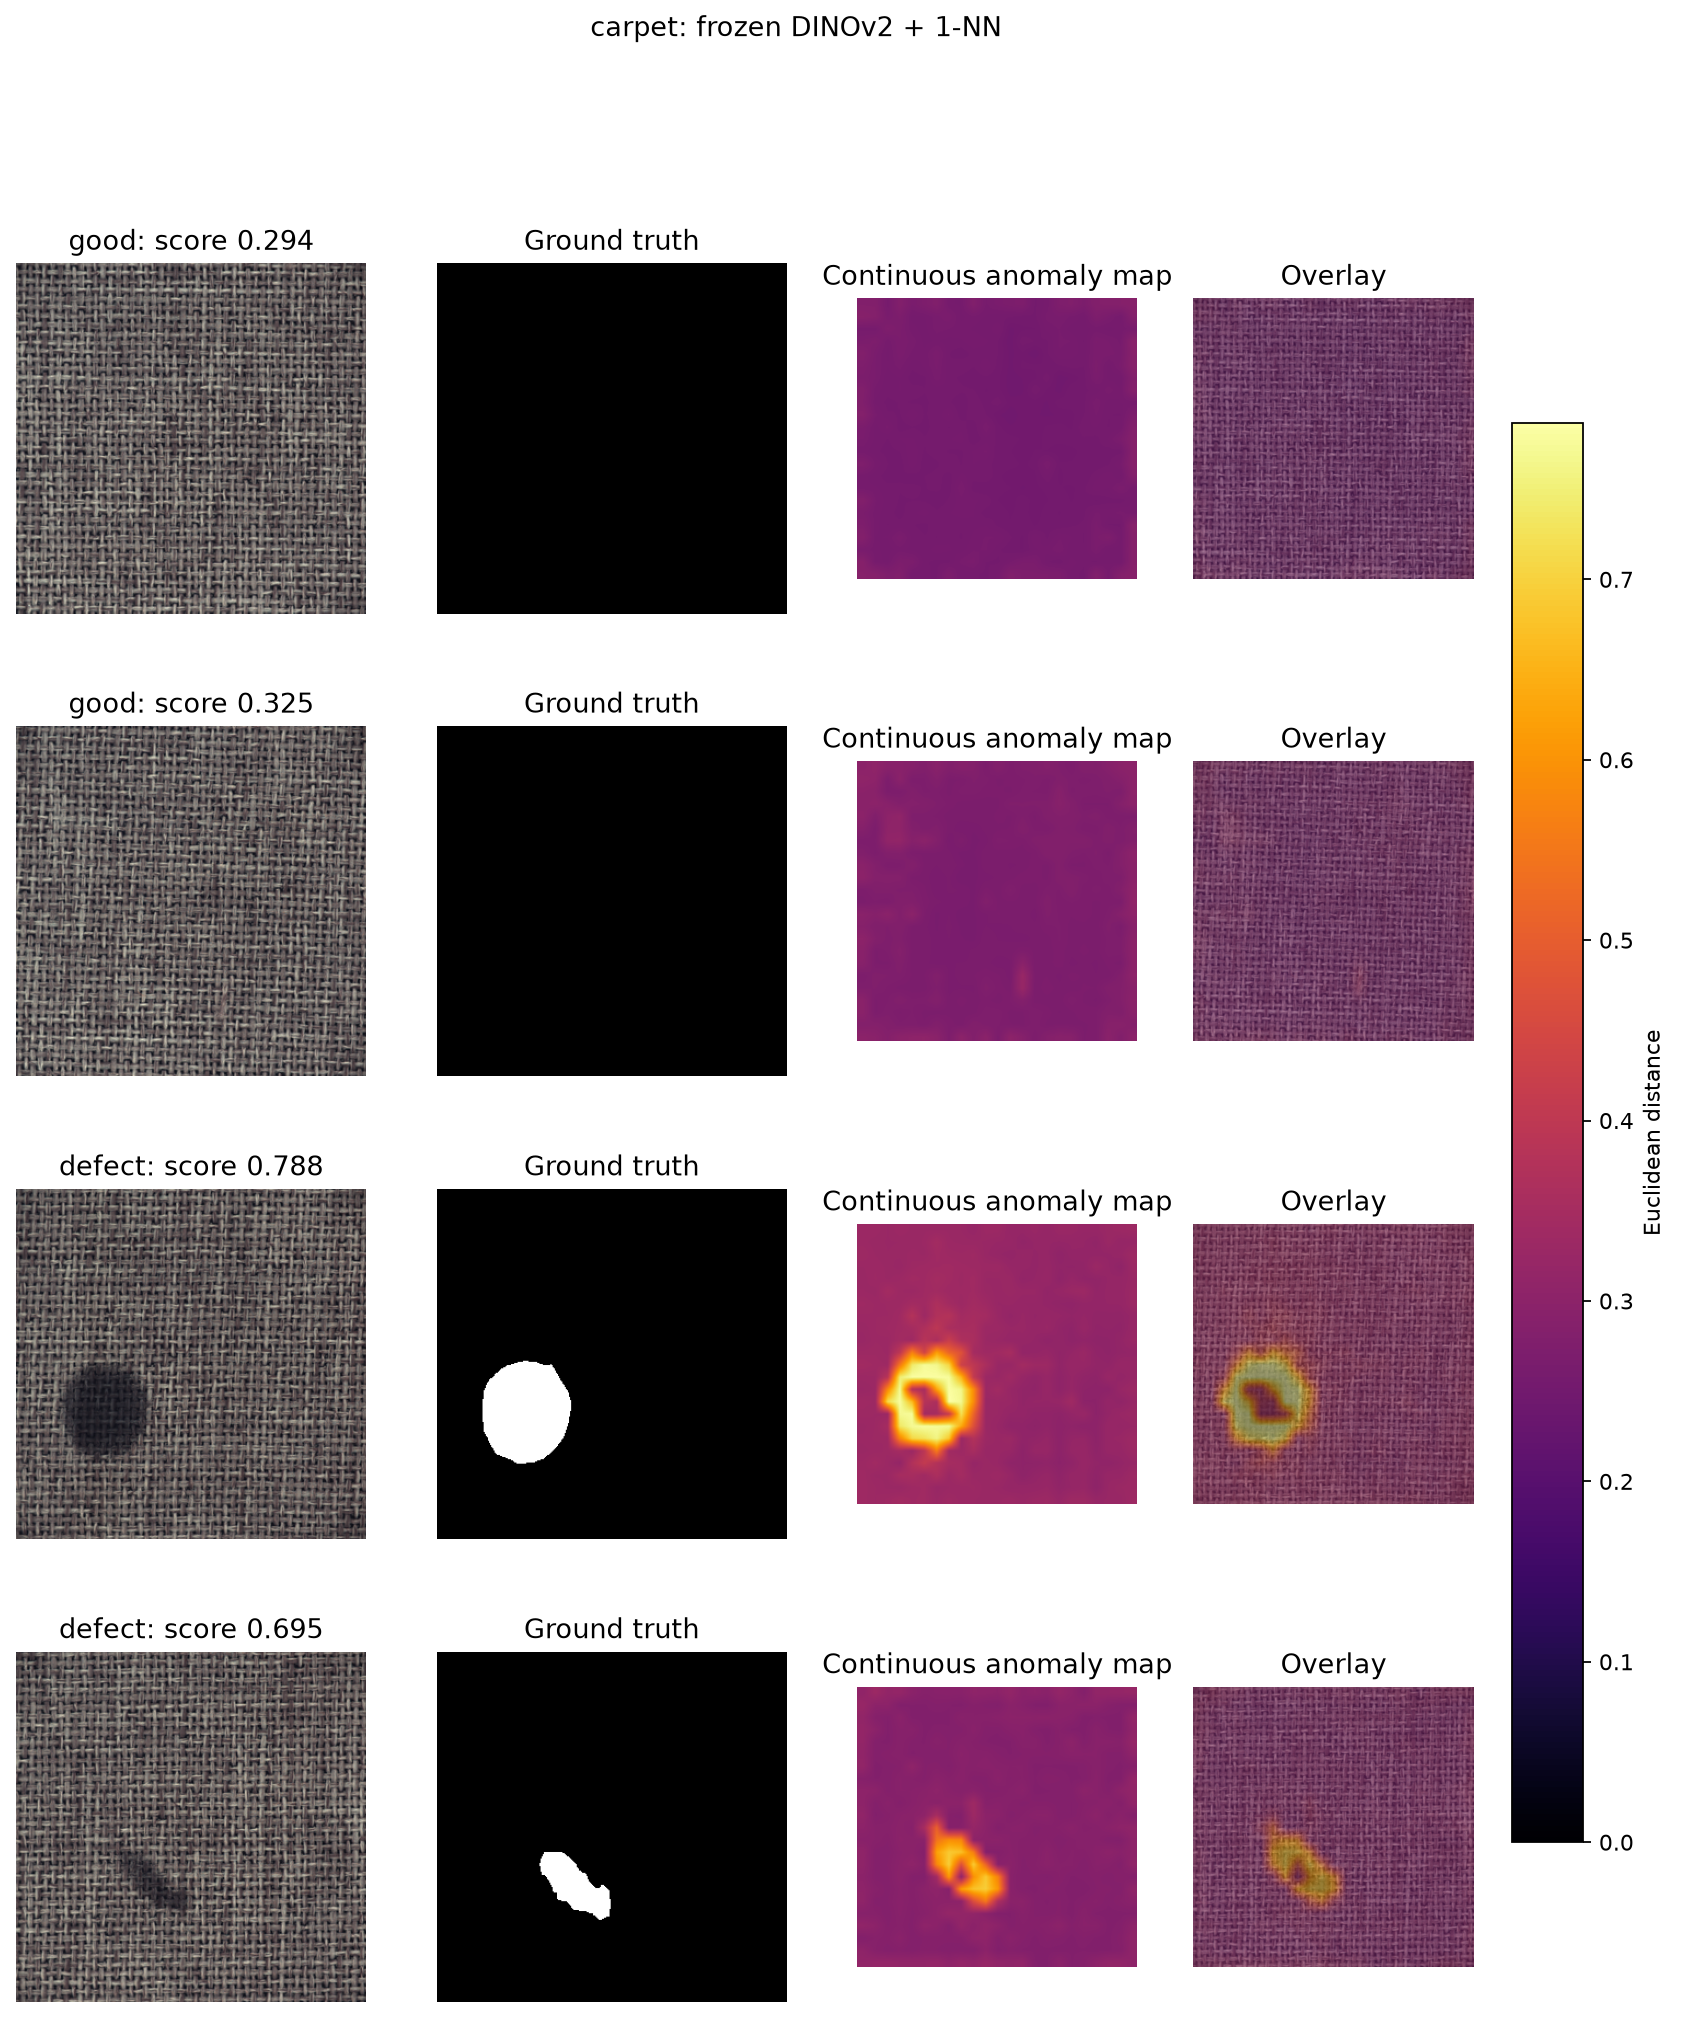 carpet: frozen DINOv2 + 1-NN
good: score 0.294
Ground truth
Continuous anomaly map
Overlay
good: score 0.325
Ground truth
Continuous anomaly map
Overlay
defect: score 0.788
Ground truth
Continuous anomaly map
Overlay
defect: score 0.695
Ground truth
Continuous anomaly map
Overlay
0.7
0.6
0.5
0.4
0.3
0.2
0.1
0.0
Euclidean distance